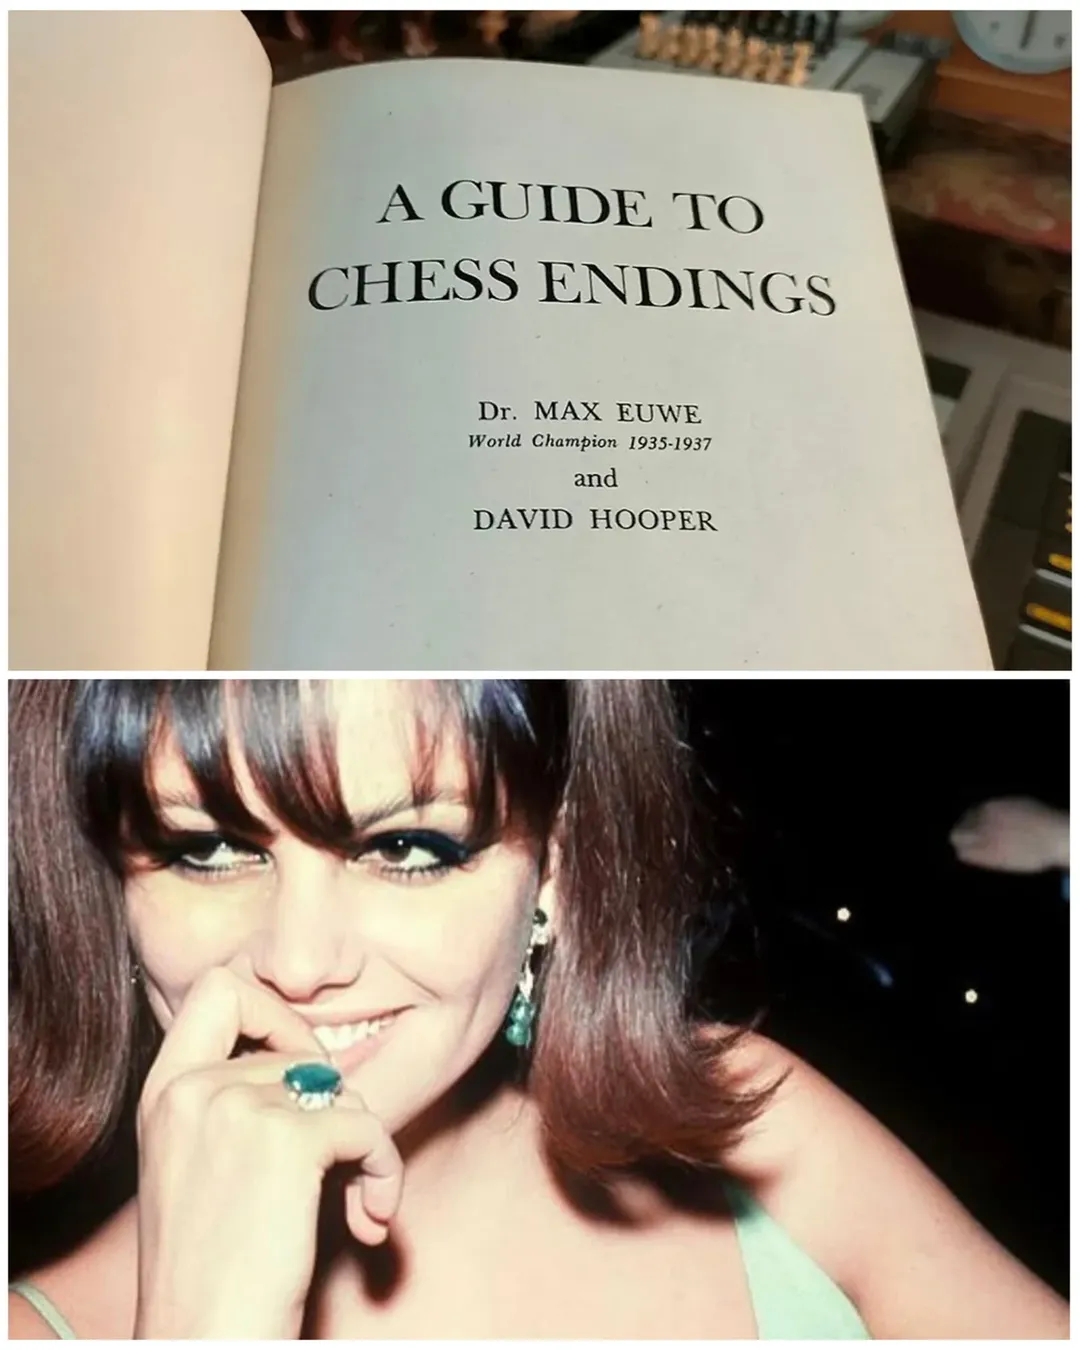 A GUIDE TO
CHESS ENDINGS
Dr. MAX EUWE
World Champion 1935-1937
and
DAVID HOOPER